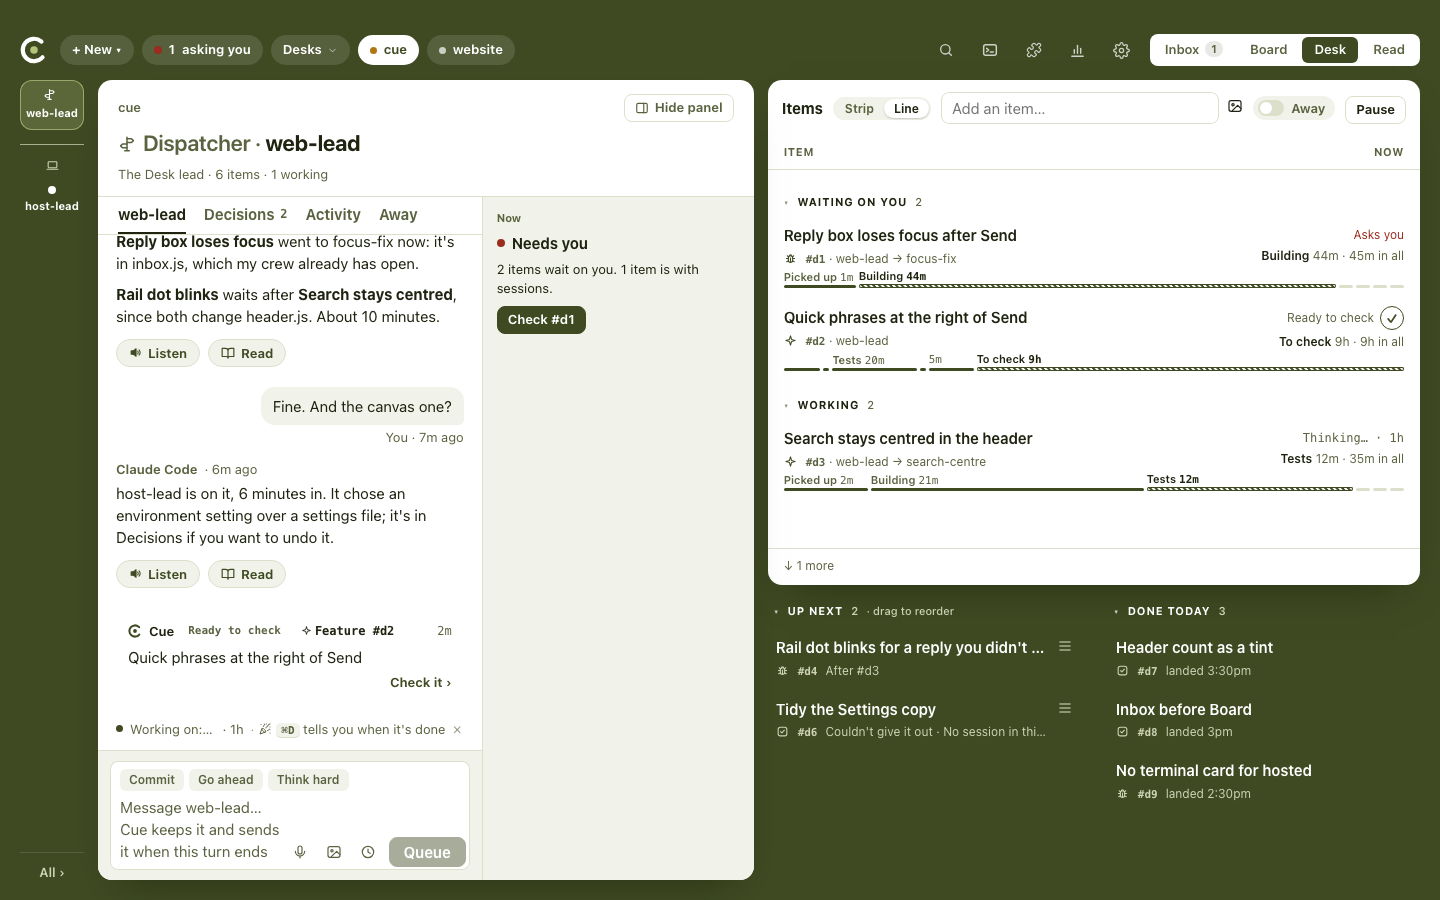 + New
1 asking you
Desks
cue
website
Inbox 1
Board
Desk
Read
web-lead
host-lead
All ›
cue
Hide panel
Dispatcher · web-lead
The Desk lead · 6 items · 1 working
web-lead
Decisions 2
Activity
Away
Reply box loses focus went to focus-fix now: it's
in inbox.js, which my crew already has open.
Rail dot blinks waits after Search stays centred,
since both change header.js. About 10 minutes.
Listen
Read
Fine. And the canvas one?
You · 7m ago
Claude Code · 6m ago
host-lead is on it, 6 minutes in. It chose an
environment setting over a settings file; it's in
Decisions if you want to undo it.
Listen
Read
Cue Ready to check Feature #d2 2m
Quick phrases at the right of Send
Check it ›
Working on:... · 1h · ⌘D tells you when it's done ×
Commit
Go ahead
Think hard
Message web-lead...
Cue keeps it and sends
it when this turn ends
Queue
Now
Needs you
2 items wait on you. 1 item is with
sessions.
Check #d1
Items
Strip
Line
Add an item...
Away
Pause
ITEM
NOW
WAITING ON YOU 2
Reply box loses focus after Send
Asks you
#d1 · web-lead → focus-fix
Building 44m · 45m in all
Picked up 1m
Building 44m
Quick phrases at the right of Send
Ready to check
#d2 · web-lead
To check 9h · 9h in all
Tests 20m
5m
To check 9h
WORKING 2
Search stays centred in the header
Thinking… · 1h
#d3 · web-lead → search-centre
Tests 12m · 35m in all
Picked up 2m
Building 21m
Tests 12m
↓ 1 more
UP NEXT 2 · drag to reorder
Rail dot blinks for a reply you didn't ...
#d4 After #d3
Tidy the Settings copy
#d6 Couldn't give it out · No session in thi...
DONE TODAY 3
Header count as a tint
#d7 landed 3:30pm
Inbox before Board
#d8 landed 3pm
No terminal card for hosted
#d9 landed 2:30pm